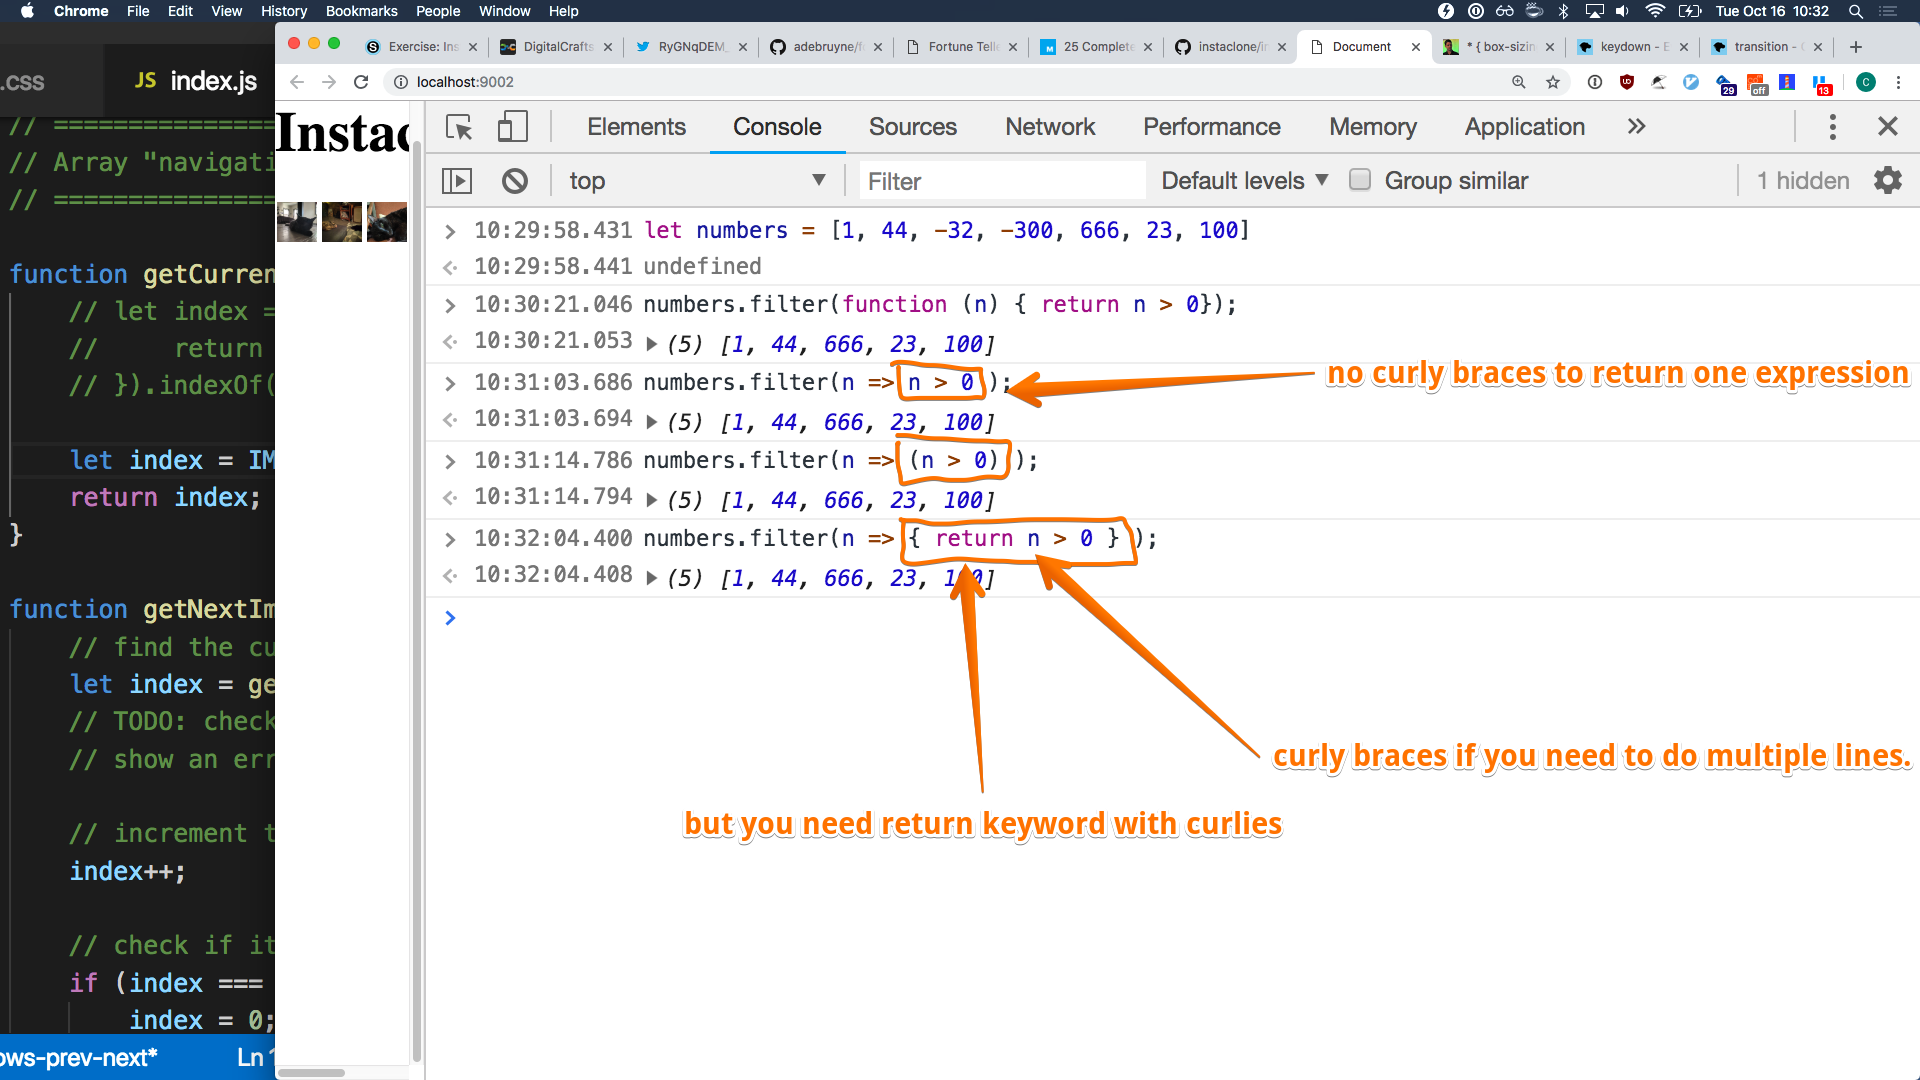 Chrome File Edit View History Bookmarks People Window Help
Tue Oct 16 10:32
Exercise: Ins
DigitalCrafts
RyGNqDEM_
adebruyne/f
Fortune Telle
25 Complete
instaclone/in
Document
* { box-sizin
keydown - E
transition -
localhost:9002
29
off
13
C
.css
JS index.js
// ===============
// Array "navigati
// ===============
function getCurren
// let index =
// return
// }).indexOf(
let index = IM
return index;
}
function getNextIm
// find the cu
let index = ge
// TODO: check
// show an err
// increment t
index++;
// check if it
if (index ===
index = 0;
ows-prev-next*
Ln 1
Instac
Elements Console Sources Network Performance Memory Application
top
Filter
Default levels
Group similar
1 hidden
10:29:58.431 let numbers = [1, 44, -32, -300, 666, 23, 100]
10:29:58.441 undefined
10:30:21.046 numbers.filter(function (n) { return n > 0});
10:30:21.053 (5) [1, 44, 666, 23, 100]
10:31:03.686 numbers.filter(n => n > 0 );
no curly braces to return one expression
10:31:03.694 (5) [1, 44, 666, 23, 100]
10:31:14.786 numbers.filter(n => (n > 0) );
10:31:14.794 (5) [1, 44, 666, 23, 100]
10:32:04.400 numbers.filter(n => { return n > 0 } );
10:32:04.408 (5) [1, 44, 666, 23, 100]
curly braces if you need to do multiple lines.
but you need return keyword with curlies